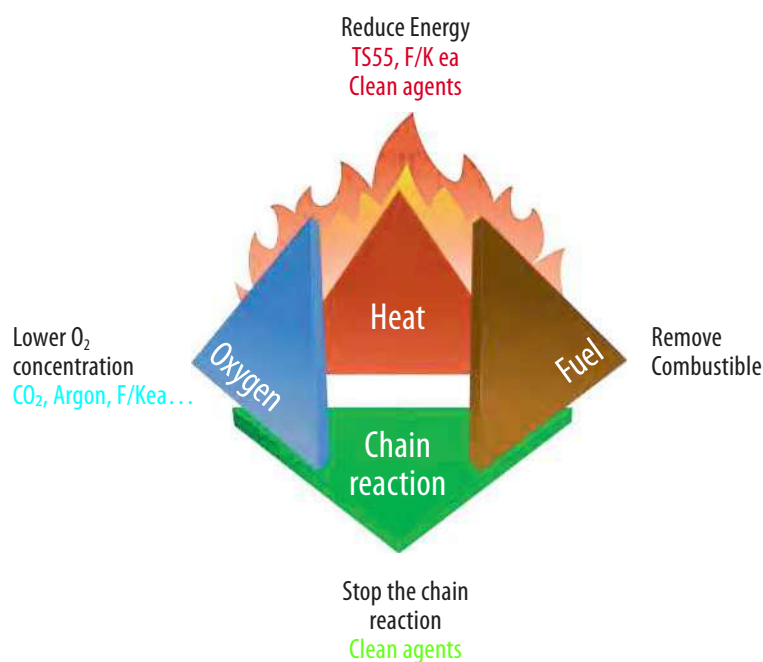 Reduce Energy
TS55, F/K ea
Clean agents
Heat
Oxygen
Fuel
Lower O₂
concentration
CO₂, Argon, F/Kea...
Remove
Combustible
Chain
reaction
Stop the chain
reaction
Clean agents